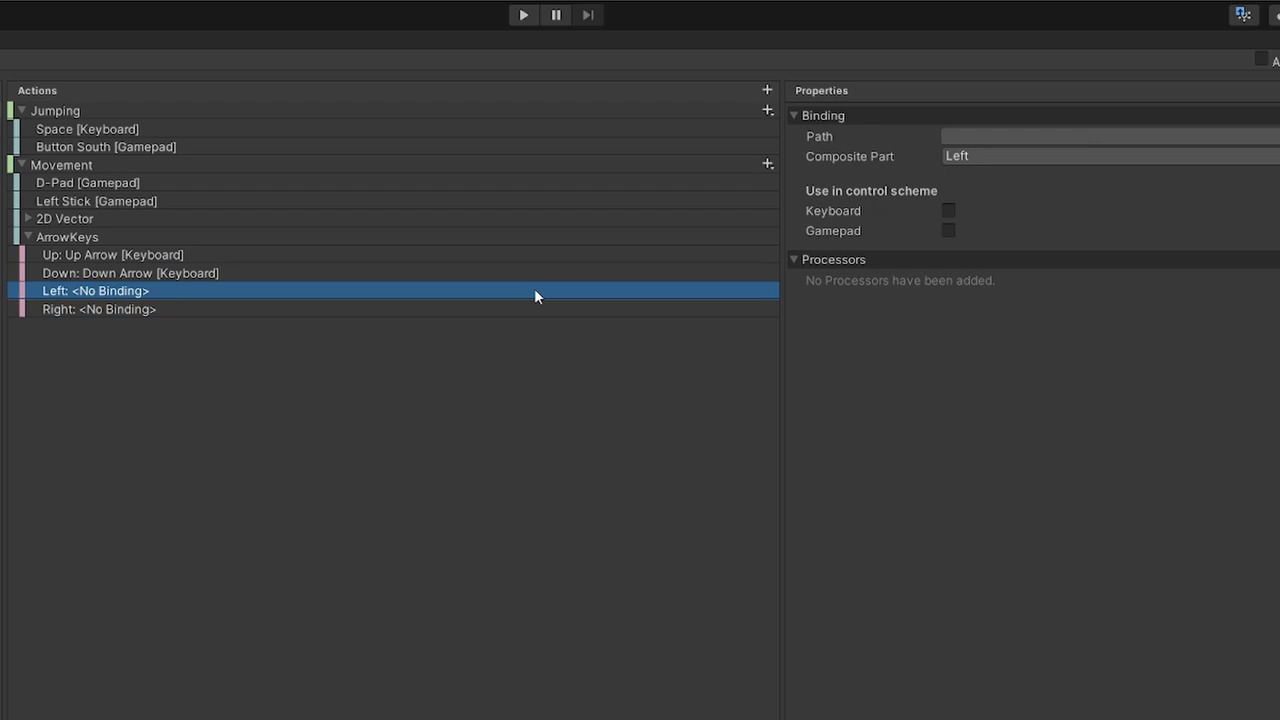 A
Actions
Properties
Jumping
Space [Keyboard]
Button South [Gamepad]
Movement
D-Pad [Gamepad]
Left Stick [Gamepad]
2D Vector
ArrowKeys
Up: Up Arrow [Keyboard]
Down: Down Arrow [Keyboard]
Left: <No Binding>
Right: <No Binding>
Binding
Path
Composite Part Left
Use in control scheme
Keyboard
Gamepad
Processors
No Processors have been added.